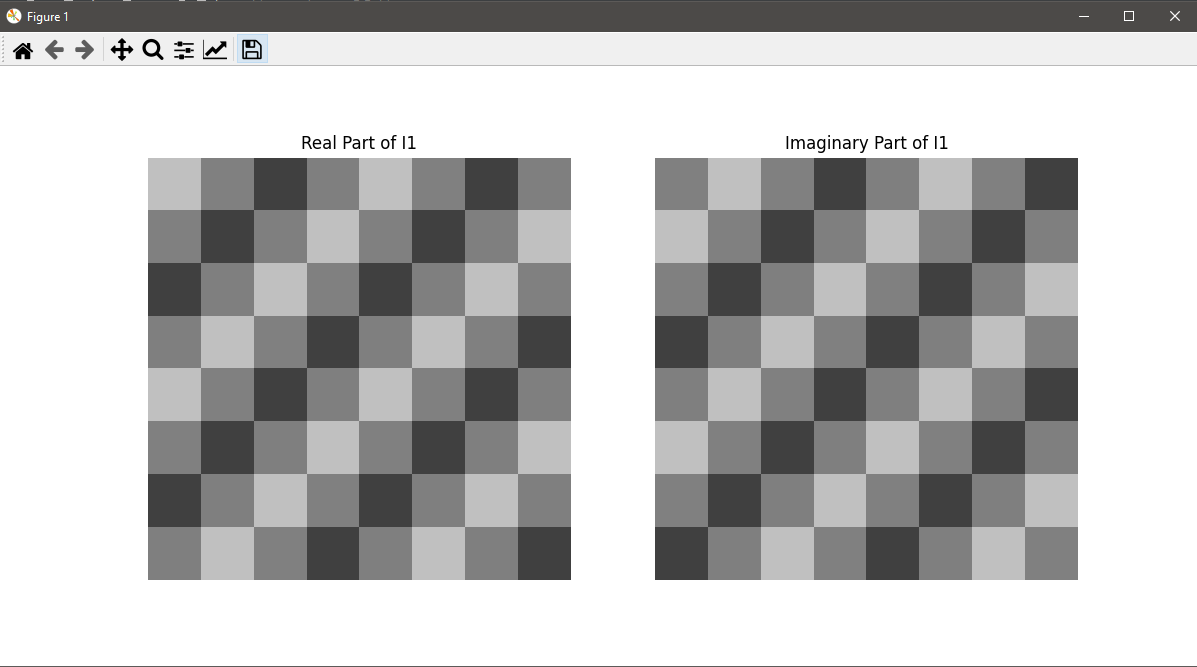 Figure 1
Real Part of I1
Imaginary Part of I1